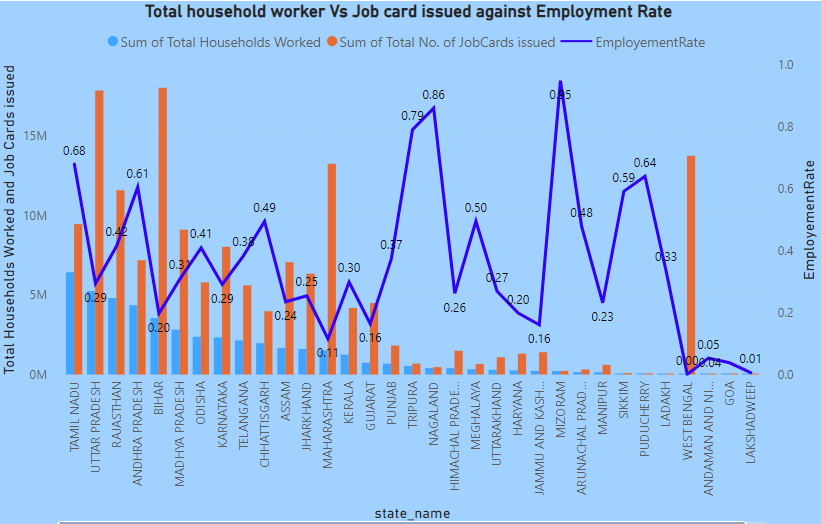 Total household worker Vs Job card issued against Employment Rate
Sum of Total Households Worked Sum of Total No. of JobCards issued EmployementRate
Total Households Worked and Job Cards issued
15M
10M
5M
0M
0.68
0.29
0.42
0.61
0.20
0.31
0.41
0.29
0.38
0.49
0.24
0.25
0.11
0.30
0.16
0.37
0.79
0.86
0.26
0.50
0.27
0.20
0.16
0.95
0.48
0.23
0.59
0.64
0.33
0.00
0.05
0.04
0.01
1.0
0.8
0.6
0.4
0.2
0.0
EmployementRate
TAMIL NADU
UTTAR PRADESH
RAJASTHAN
ANDHRA PRADESH
BIHAR
MADHYA PRADESH
ODISHA
KARNATAKA
TELANGANA
CHHATTISGARH
ASSAM
JHARKHAND
MAHARASHTRA
KERALA
GUJARAT
PUNJAB
TRIPURA
NAGALAND
HIMACHAL PRADE...
MEGHALAYA
UTTARAKHAND
HARYANA
JAMMU AND KASH...
MIZORAM
ARUNACHAL PRAD...
MANIPUR
SIKKIM
PUDUCHERRY
LADAKH
WEST BENGAL
ANDAMAN AND NI...
GOA
LAKSHADWEEP
state_name